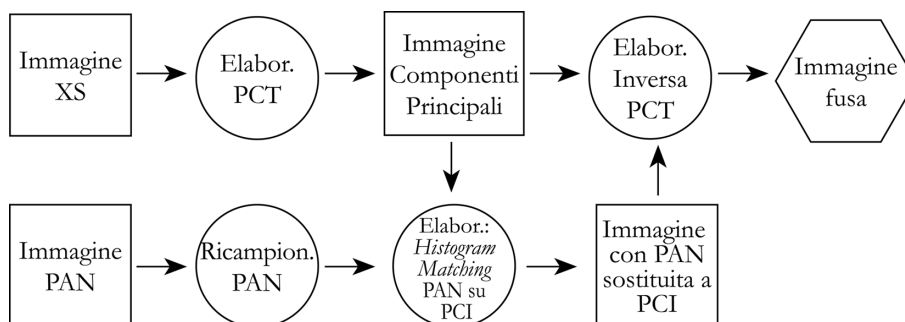 Immagine
XS
Elabor.
PCT
Immagine
Componenti
Principali
Elabor.
Inversa
PCT
Immagine
fusa
Immagine
PAN
Ricampion.
PAN
Elabor.:
Histogram
Matching
PAN su
PCI
Immagine
con PAN
sostituita a
PCI